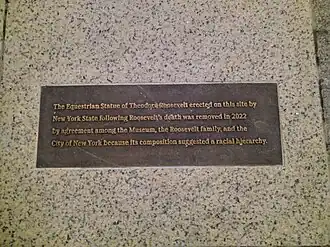 The Equestrian Statue of Theodore Roosevelt erected on this site by
New York State following Roosevelt's death was removed in 2022
by agreement among the Museum, the Roosevelt family, and the
City of New York because its composition suggested a racial hierarchy.